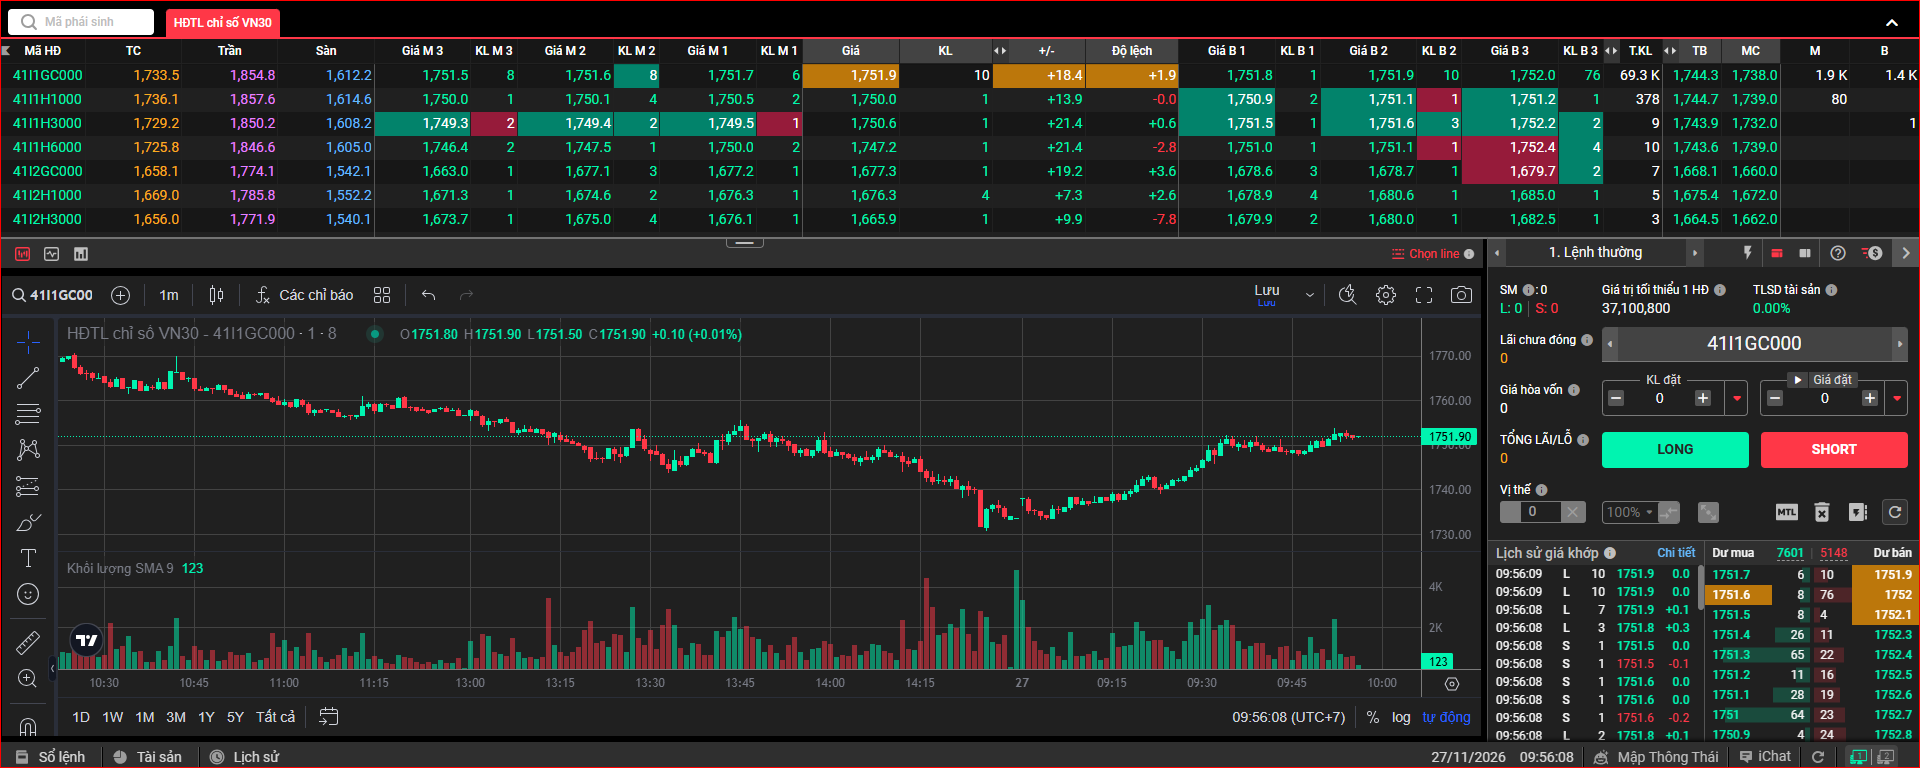 Mã phái sinh HĐTL chỉ số VN30
Mã HĐ TC Trần Sàn Giá M 3 KL M 3 Giá M 2 KL M 2 Giá M 1 KL M 1 Giá KL +/- Độ lệch Giá B 1 KL B 1 Giá B 2 KL B 2 Giá B 3 KL B 3 T.KL TB MC M B
41I1GC000 1,733.5 1,854.8 1,612.2 1,751.5 8 1,751.6 8 1,751.7 6 1,751.9 10 +18.4 +1.9 1,751.8 1 1,751.9 10 1,752.0 76 69.3 K 1,744.3 1,738.0 1.9 K 1.4 K
41I1H1000 1,736.1 1,857.6 1,614.6 1,750.0 1 1,750.1 4 1,750.5 2 1,750.0 1 +13.9 -0.0 1,750.9 2 1,751.1 1 1,751.2 1 378 1,744.7 1,739.0 80
41I1H3000 1,729.2 1,850.2 1,608.2 1,749.3 2 1,749.4 2 1,749.5 1 1,750.6 1 +21.4 +0.6 1,751.5 1 1,751.6 3 1,752.2 2 9 1,743.9 1,732.0 1
41I1H6000 1,725.8 1,846.6 1,605.0 1,746.4 2 1,747.5 1 1,750.0 2 1,747.2 1 +21.4 -2.8 1,751.0 1 1,751.1 1 1,752.4 4 10 1,743.6 1,739.0
41I2GC000 1,658.1 1,774.1 1,542.1 1,663.0 1 1,677.1 3 1,677.2 1 1,677.3 1 +19.2 +3.6 1,678.6 3 1,678.7 1 1,679.7 2 7 1,668.1 1,660.0
41I2H1000 1,669.0 1,785.8 1,552.2 1,671.3 1 1,674.6 2 1,676.3 1 1,676.3 4 +7.3 +2.6 1,678.9 4 1,680.6 1 1,685.0 1 5 1,675.4 1,672.0
41I2H3000 1,656.0 1,771.9 1,540.1 1,673.7 1 1,675.0 4 1,676.1 1 1,665.9 1 +9.9 -7.8 1,679.9 2 1,680.0 1 1,682.5 1 3 1,664.5 1,652.0
Chọn line
41I1GC00 1m Các chỉ báo Lưu
Lưu
HĐTL chỉ số VN30 - 41I1GC000 · 1 · 8 O1751.80 H1751.90 L1751.50 C1751.90 +0.10 (+0.01%)
1770.00
1760.00
1751.90
1740.00
1730.00
Khối lượng SMA 9 123
4K
2K
123
10:30 10:45 11:00 11:15 13:00 13:15 13:30 13:45 14:00 14:15 27 09:15 09:30 09:45 10:00
1D 1W 1M 3M 1Y 5Y Tất cả 09:56:08 (UTC+7) % log tự động
1. Lệnh thường
SM : 0 Giá trị tối thiểu 1 HĐ TLSD tài sản
L: 0 | S: 0 37,100,800 0.00%
Lãi chưa đóng 41I1GC000
0
Giá hòa vốn KL đặt Giá đặt
0 0 0
TỔNG LÃI/LỖ LONG SHORT
0
Vị thế
0 100% MTL
Lịch sử giá khớp Chi tiết
09:56:09 L 10 1751.9 0.0
09:56:09 L 10 1751.9 0.0
09:56:08 L 7 1751.9 +0.1
09:56:08 L 3 1751.8 +0.3
09:56:08 S 1 1751.5 0.0
09:56:08 S 1 1751.5 -0.1
09:56:08 S 1 1751.6 0.0
09:56:08 S 1 1751.6 0.0
09:56:08 S 1 1751.6 -0.2
09:56:08 L 2 1751.8 +0.1
Dư mua 7601 | 5148 Dư bán
1751.7 6 10 1751.9
1751.6 8 76 1752
1751.5 8 4 1752.1
1751.4 26 11 1752.3
1751.3 65 22 1752.4
1751.2 11 16 1752.5
1751.1 28 19 1752.6
1751 64 23 1752.7
1750.9 4 24 1752.8
Sổ lệnh Tài sản Lịch sử 27/11/2026 09:56:08 Mập Thông Thái iChat 1 2